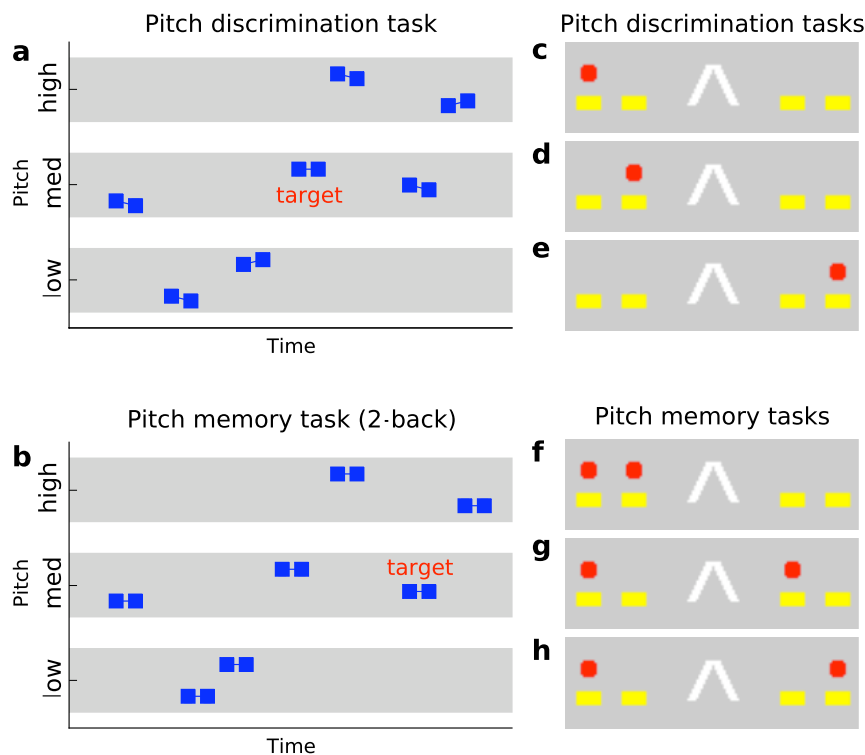 Pitch discrimination task
a
Pitch
high
med
low
target
Time
Pitch discrimination tasks
c
d
e
Pitch memory task (2-back)
b
Pitch
high
med
low
target
Time
Pitch memory tasks
f
g
h